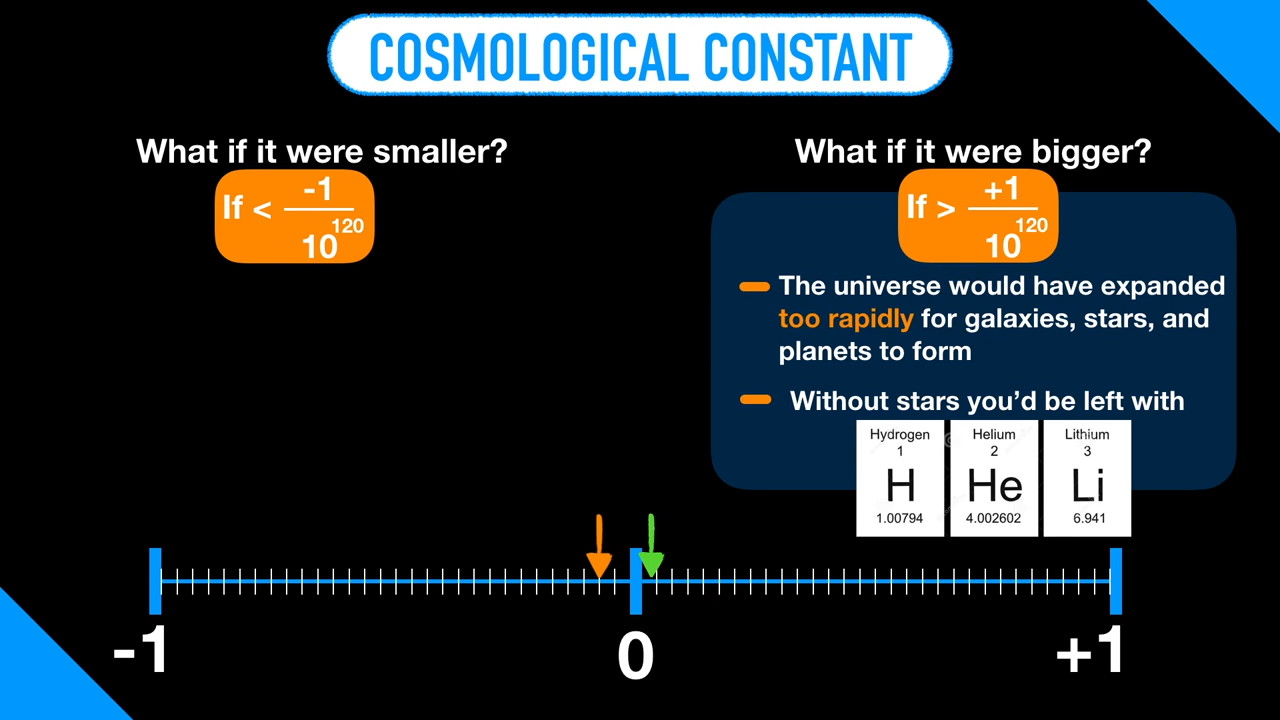 COSMOLOGICAL CONSTANT
What if it were smaller?
If < -1
10^120
What if it were bigger?
If > +1
10^120
The universe would have expanded
too rapidly for galaxies, stars, and
planets to form
Without stars you’d be left with
Hydrogen Helium Lithium
1 2 3
H He Li
1.00794 4.002602 6.941
-1 0 +1